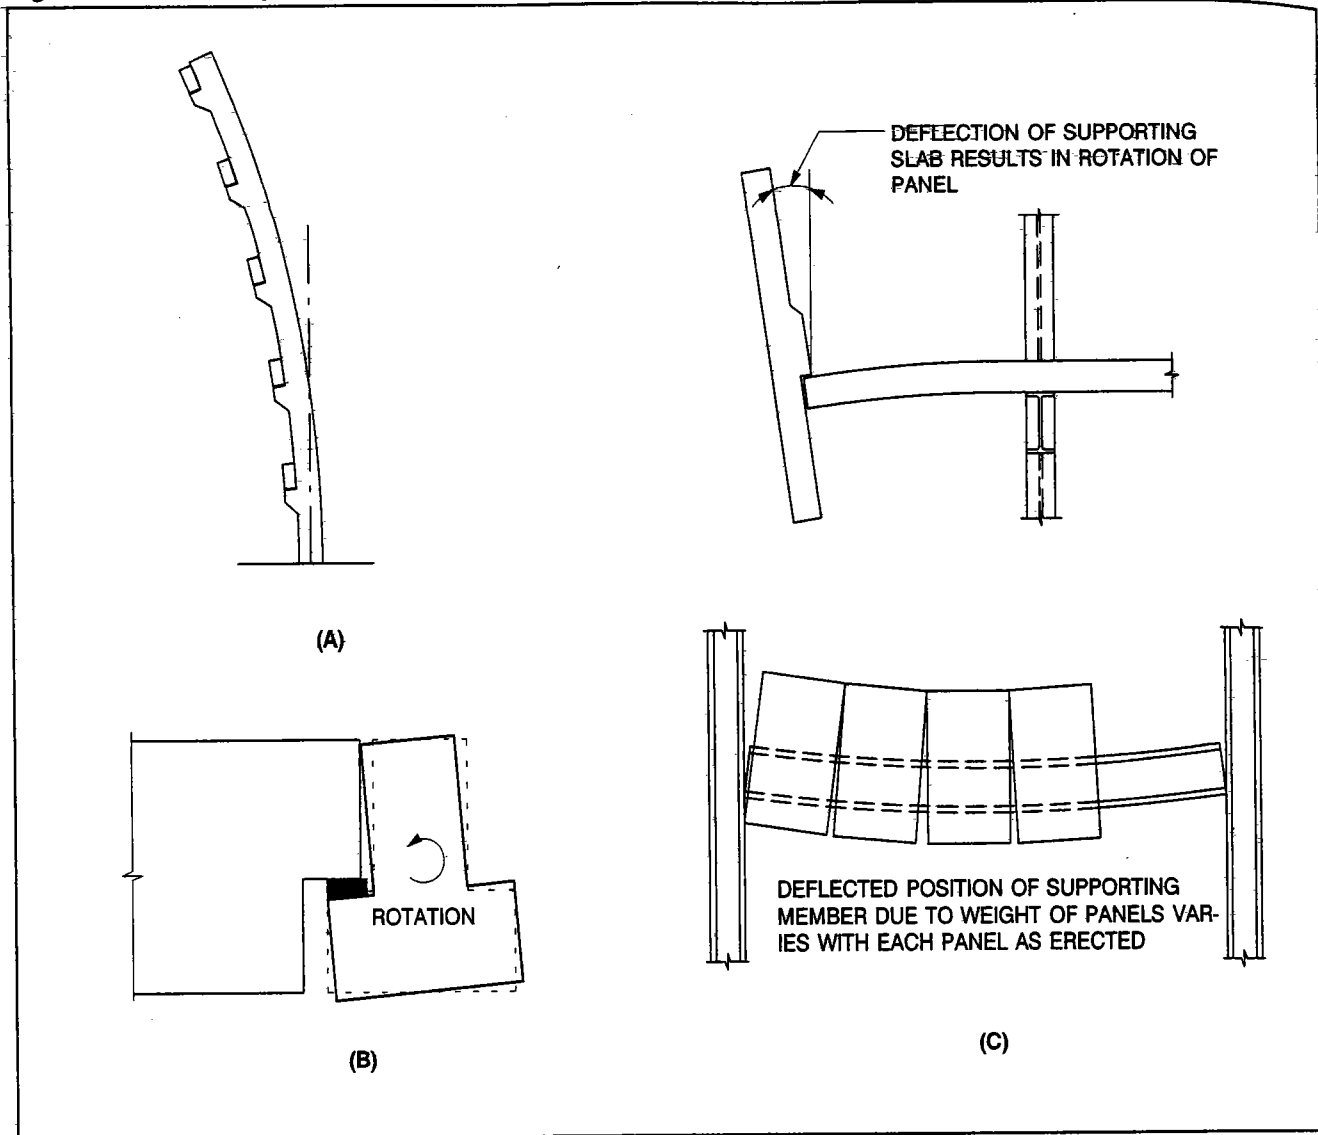 DEFLECTION OF SUPPORTING
SLAB RESULTS IN ROTATION OF
PANEL
(A)
ROTATION
(B)
DEFLECTED POSITION OF SUPPORTING
MEMBER DUE TO WEIGHT OF PANELS VAR-
IES WITH EACH PANEL AS ERECTED
(C)